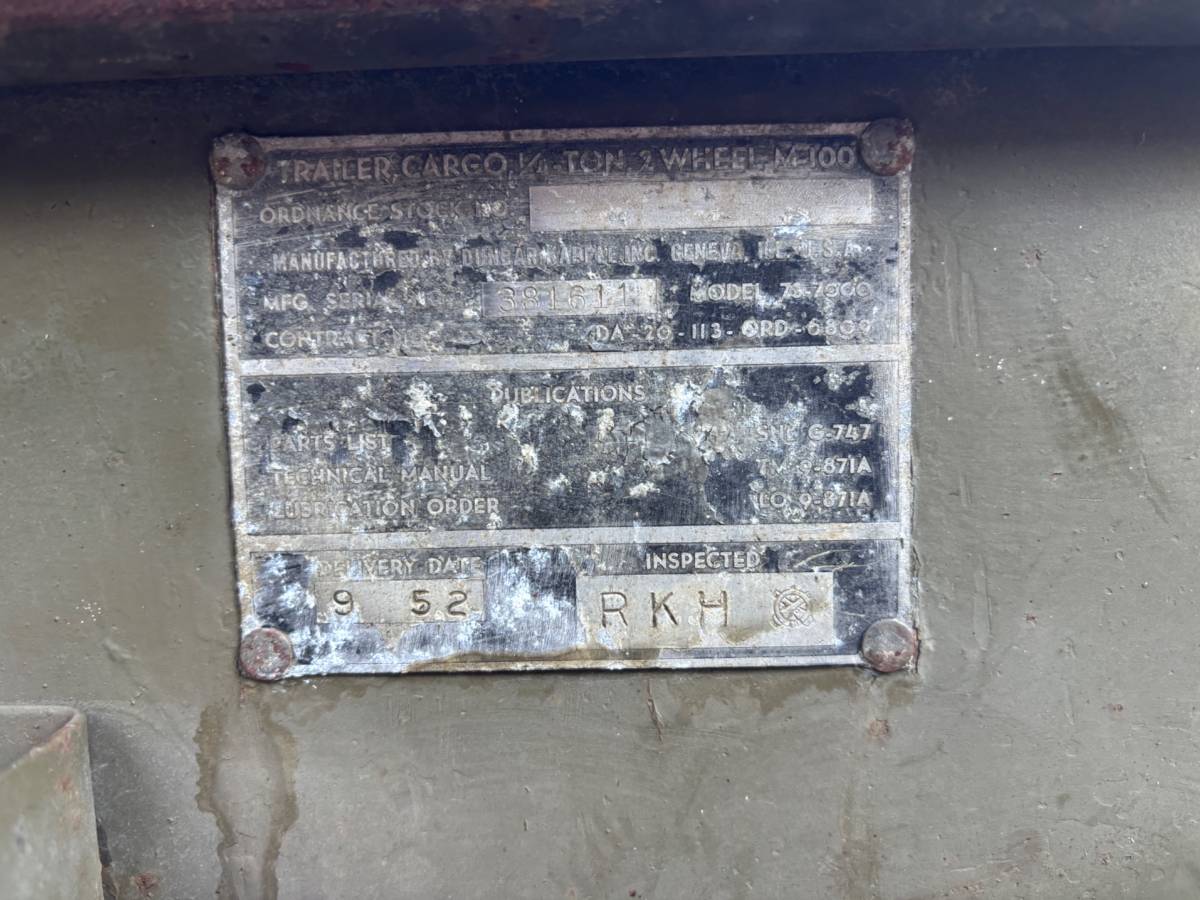 TRAILER, CARGO, 1/4-TON, 2 WHEEL, M-100
ORDNANCE STOCK NO.
MANUFACTURED BY DUNBAR KAPPLE, INC. GENEVA, ILL. U.S.A.
MFG. SERIAL NO. 381611 MODEL 73-7000
CONTRACT NO. DA-20-113-ORD-6809
PUBLICATIONS
PARTS LIST SNL G-747
TECHNICAL MANUAL TM 9-871A
LUBRICATION ORDER LO 9-871A
DELIVERY DATE INSPECTED
9 52 RKH